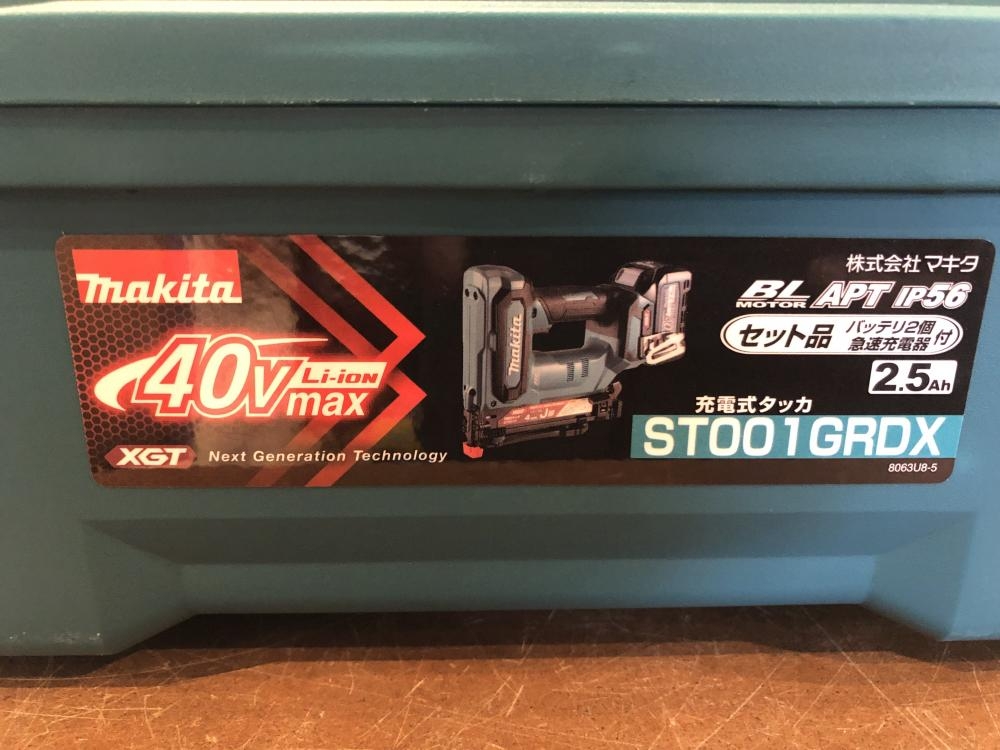 makita
40Vmax Li-ion
XGT Next Generation Technology
makita
株式会社 マキタ
BL MOTOR APT IP56
セット品 バッテリ2個 急速充電器 付
2.5Ah
充電式タッカ
ST001GRDX
8063U8-5